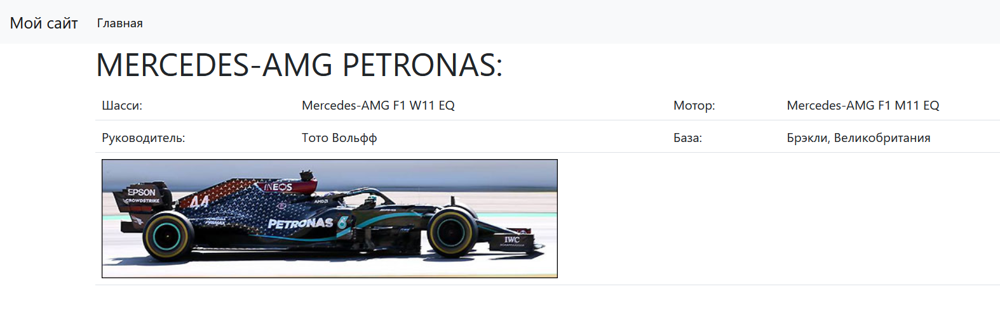 Мой сайт Главная
MERCEDES-AMG PETRONAS:
Шасси: Mercedes-AMG F1 W11 EQ Мотор: Mercedes-AMG F1 M11 EQ
Руководитель: Тото Вольфф База: Брэкли, Великобритания
EPSON
CROWDSTRIKE
44
INEOS
AMD
PETRONAS
IWC